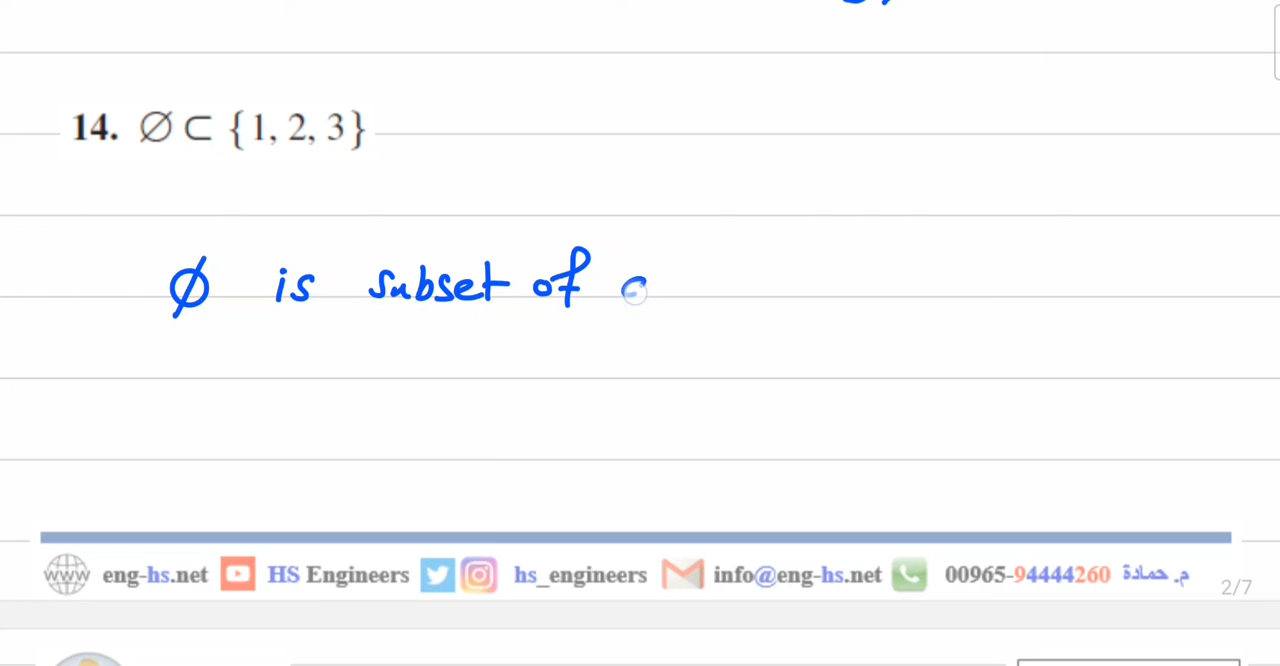 14. ∅ ⊂ {1, 2, 3}
∅ is subset of
www eng-hs.net HS Engineers hs_engineers info@eng-hs.net 00965-94444260 م. حمادة
2/7